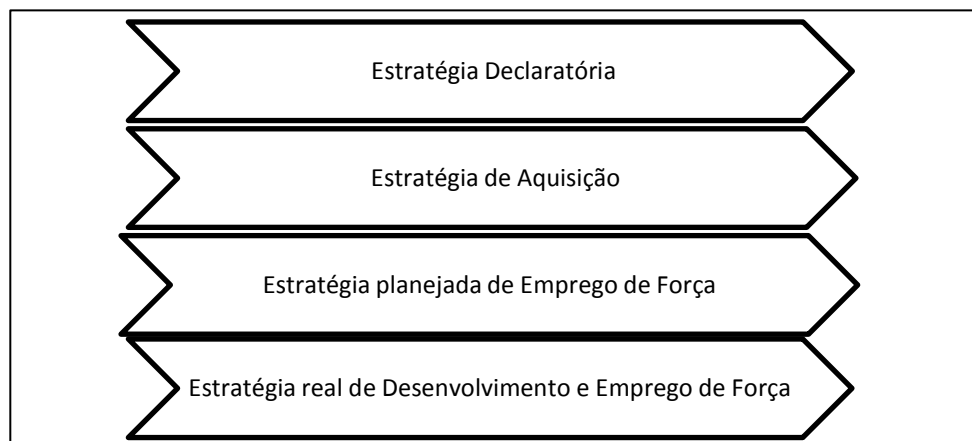 Estratégia Declaratória
Estratégia de Aquisição
Estratégia planejada de Emprego de Força
Estratégia real de Desenvolvimento e Emprego de Força